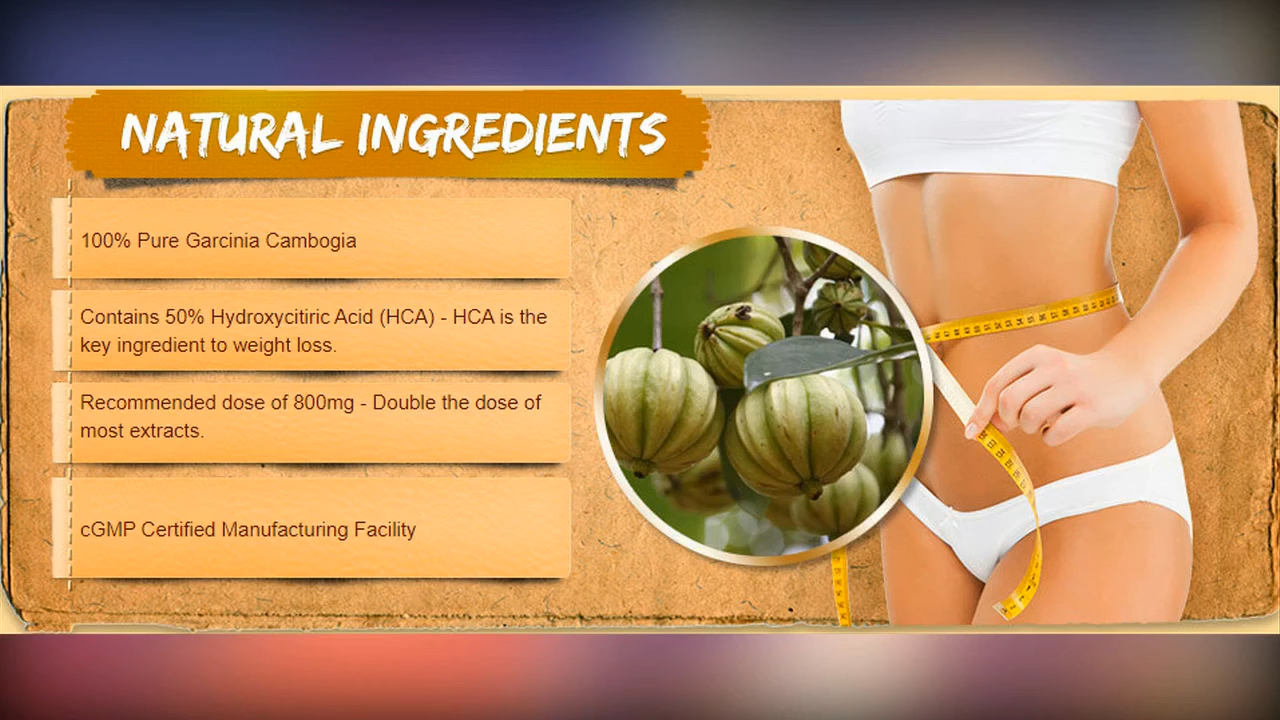 NATURAL INGREDIENTS
100% Pure Garcinia Cambogia
Contains 50% Hydroxycitiric Acid (HCA) - HCA is the
key ingredient to weight loss.
Recommended dose of 800mg - Double the dose of
most extracts.
cGMP Certified Manufacturing Facility